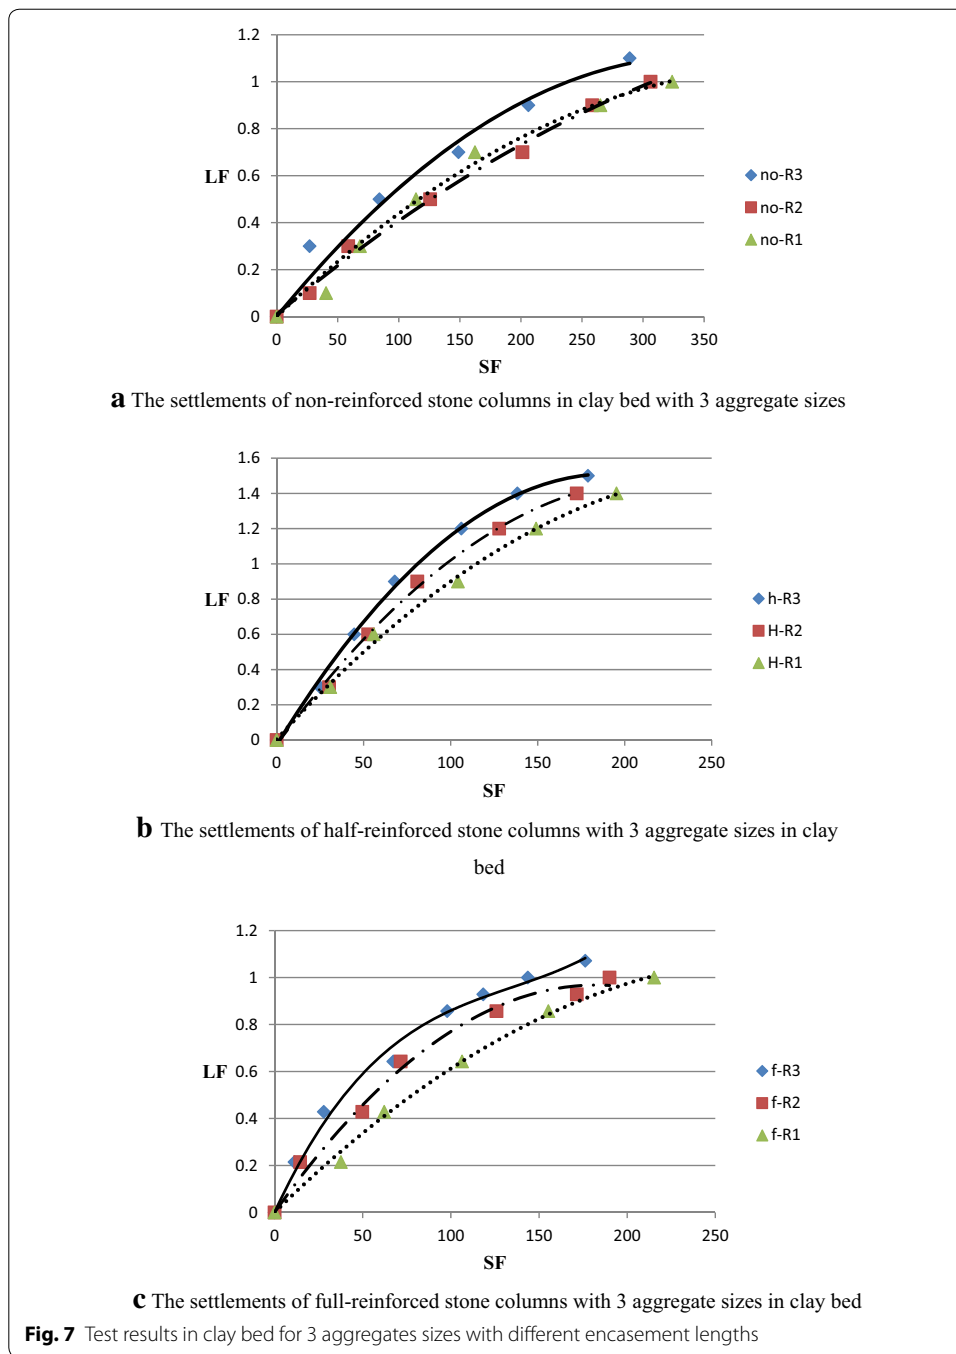 1.2
1
0.8
0.6
0.4
0.2
0
LF
0 50 100 150 200 250 300 350
SF
no-R3
no-R2
no-R1
a The settlements of non-reinforced stone columns in clay bed with 3 aggregate sizes
1.6
1.4
1.2
1
0.8
0.6
0.4
0.2
0
LF
0 50 100 150 200 250
SF
h-R3
H-R2
H-R1
b The settlements of half-reinforced stone columns with 3 aggregate sizes in clay
bed
1.2
1
0.8
0.6
0.4
0.2
0
LF
0 50 100 150 200 250
SF
f-R3
f-R2
f-R1
c The settlements of full-reinforced stone columns with 3 aggregate sizes in clay bed
Fig. 7 Test results in clay bed for 3 aggregates sizes with different encasement lengths